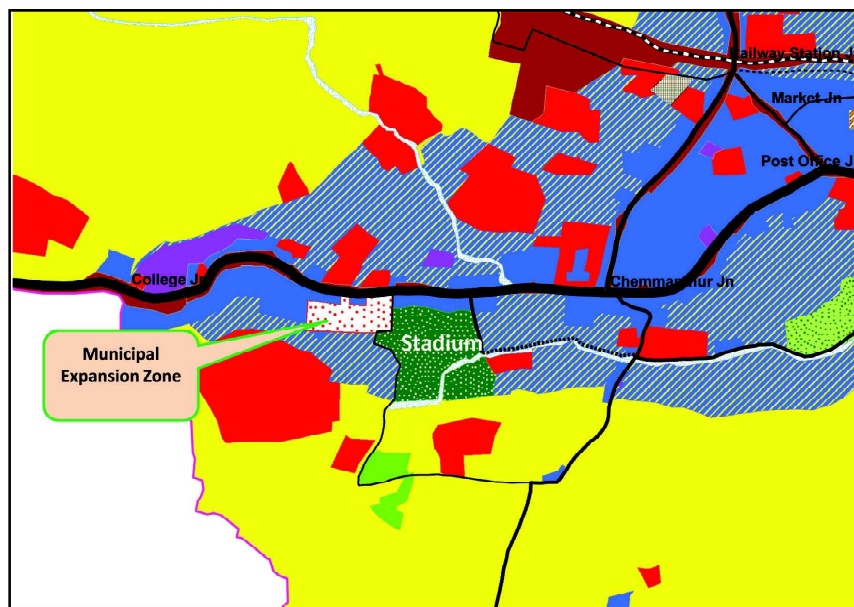 Railway Station J
Market Jn
Post Office J
College Jn
Chemmanthur Jn
Stadium
Municipal
Expansion Zone